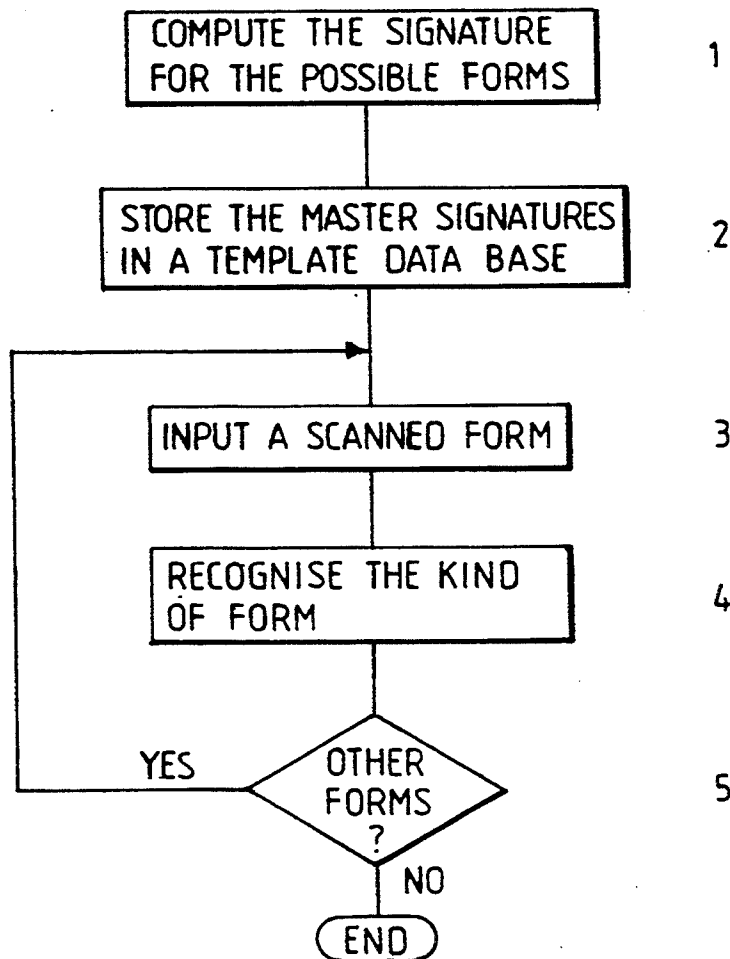 COMPUTE THE SIGNATURE
FOR THE POSSIBLE FORMS
1
STORE THE MASTER SIGNATURES
IN A TEMPLATE DATA BASE
2
INPUT A SCANNED FORM
3
RECOGNISE THE KIND
OF FORM
4
YES
OTHER
FORMS
?
5
NO
END